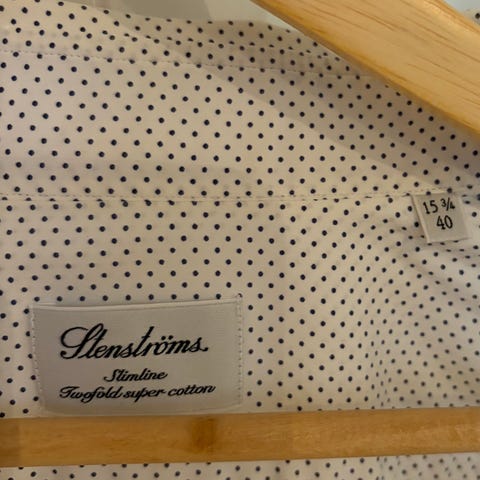 15 3/4
40
Stenströms
Slimline
Twofold super cotton